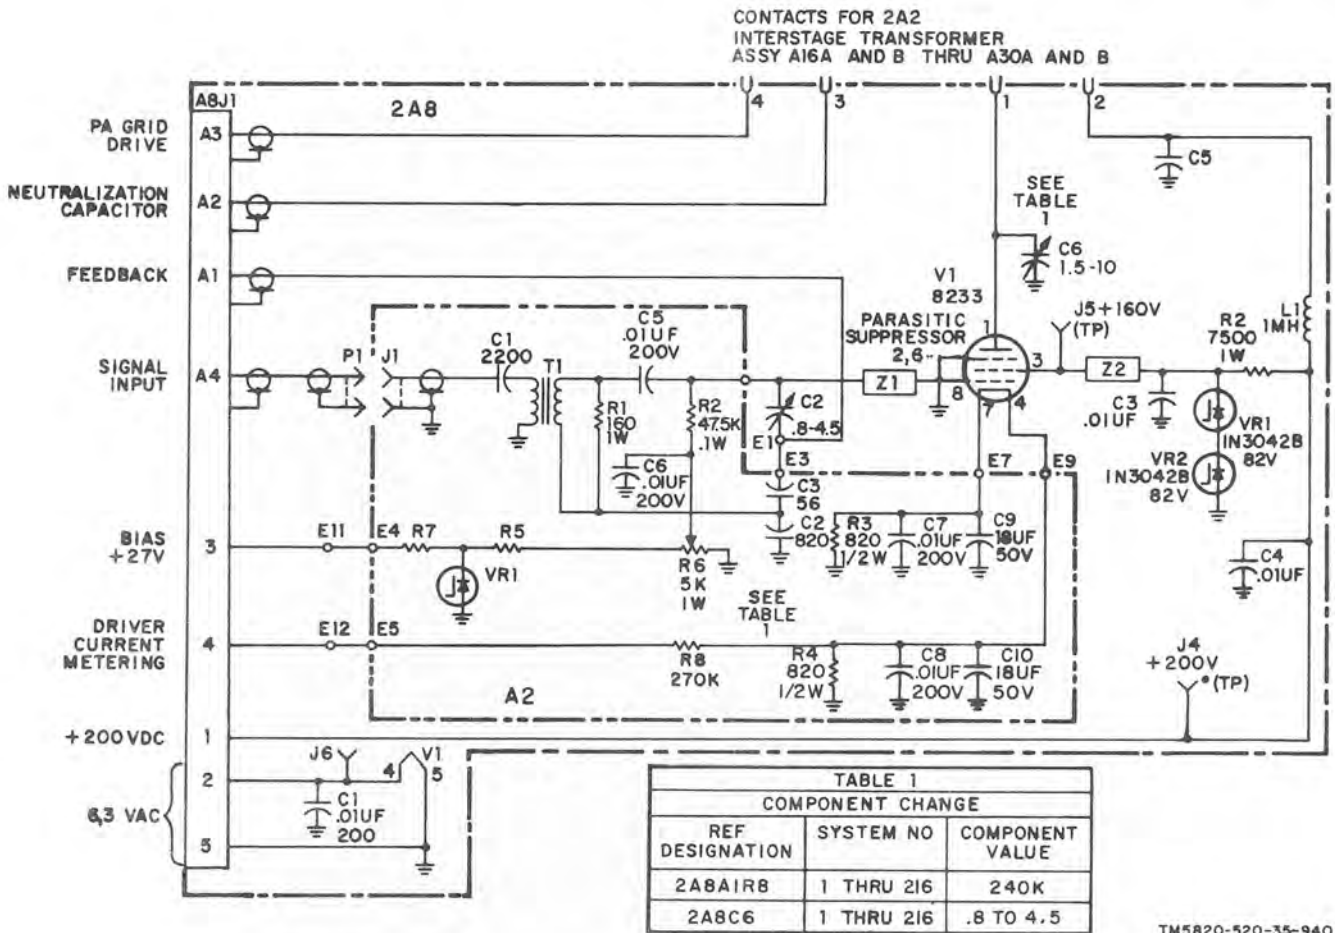 CONTACTS FOR 2A2
INTERSTAGE TRANSFORMER
ASSY A16A AND B THRU A30A AND B
A8J1
2A8
4
3
1
2
PA GRID
DRIVE
A3
C5
NEUTRALIZATION
CAPACITOR
A2
SEE
TABLE
1
C6
1.5-10
FEEDBACK
A1
V1
8233
J5+160V
(TP)
L1
1MH
PARASITIC
SUPPRESSOR
2,6
1
3
8
7
4
R2
7500
1W
SIGNAL
INPUT
A4
P1
J1
C1
2200
T1
C5
.01UF
200V
Z1
Z2
R1
160
1W
R2
47.5K
.1W
C2
.8-4.5
E1
C3
.01UF
VR1
IN3042B
82V
VR2
IN3042B
82V
C6
.01UF
200V
E3
E7
E9
C3
56
C2
820
R3
820
1/2W
C7
.01UF
200V
C9
18UF
50V
BIAS
+27V
3
E11
E4
R7
R5
VR1
R6
5K
1W
SEE
TABLE
1
C4
.01UF
DRIVER
CURRENT
METERING
4
E12
E5
R8
270K
R4
820
1/2W
C8
.01UF
200V
C10
18UF
50V
J4
+200V
(TP)
A2
+200VDC
1
J6
V1
4
5
6,3 VAC
2
C1
.01UF
200
5
TABLE 1
COMPONENT CHANGE
REF DESIGNATION SYSTEM NO COMPONENT VALUE
2A8A1R8 1 THRU 216 240K
2A8C6 1 THRU 216 .8 TO 4.5
TM5820-520-35-940